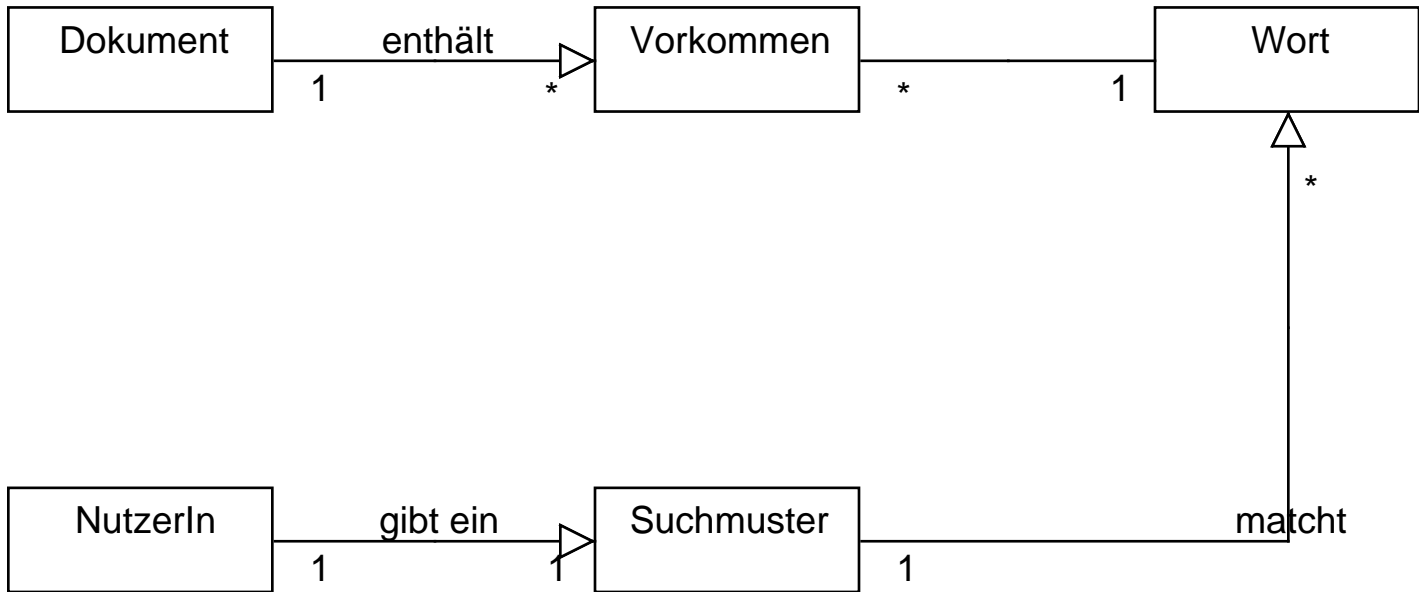 Dokument enthält Vorkommen Wort
1 * * 1
*
NutzerIn gibt ein Suchmuster matcht
1 1 1